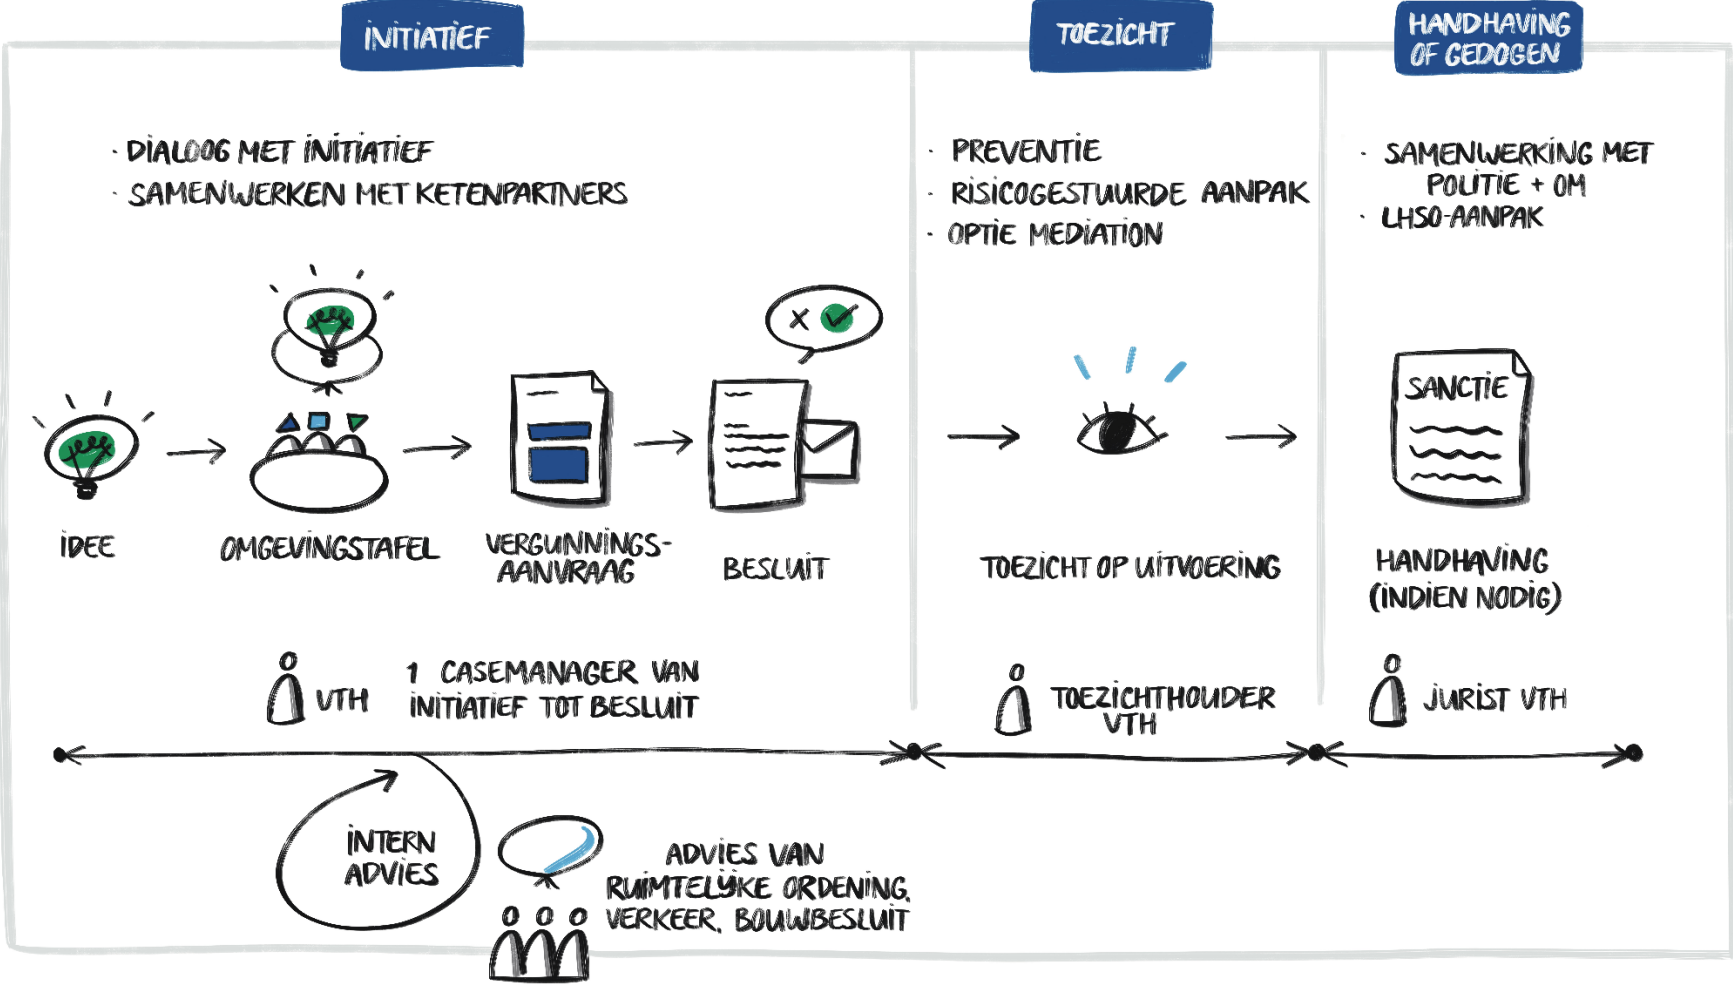 INITIATIEF
TOEZICHT
HANDHAVING
OF GEDOGEN
· DIALOOG MET INITIATIEF
· SAMENWERKEN MET KETENPARTNERS
· PREVENTIE
· RISICOGESTUURDE AANPAK
· OPTIE MEDIATION
· SAMENWERKING MET
POLITIE + OM
· LHSO-AANPAK
SANCTIE
IDEE
OMGEVINGSTAFEL
VERGUNNINGS-
AANVRAAG
BESLUIT
TOEZICHT OP UITVOERING
HANDHAVING
(INDIEN NODIG)
VTH
1 CASEMANAGER VAN
INITIATIEF TOT BESLUIT
TOEZICHTHOUDER
VTH
JURIST VTH
INTERN
ADVIES
ADVIES VAN
RUIMTELIJKE ORDENING,
VERKEER, BOUWBESLUIT